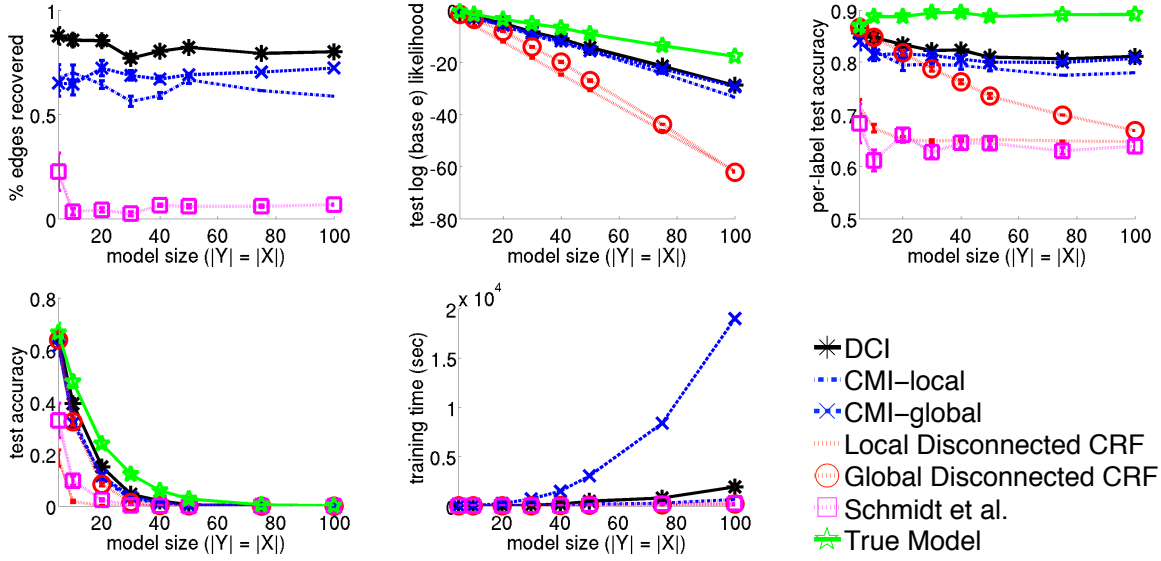 % edges recovered
1
0.5
0
20 40 60 80 100
model size (|Y| = |X|)
test log (base e) likelihood
0
-20
-40
-60
-80
20 40 60 80 100
model size (|Y| = |X|)
per-label test accuracy
0.9
0.8
0.7
0.6
0.5
20 40 60 80 100
model size (|Y| = |X|)
test accuracy
0.8
0.6
0.4
0.2
0
20 40 60 80 100
model size (|Y| = |X|)
training time (sec)
x 10^4
2
1.5
1
0.5
0
0 20 40 60 80 100
model size (|Y| = |X|)
DCI
CMI-local
CMI-global
Local Disconnected CRF
Global Disconnected CRF
Schmidt et al.
True Model